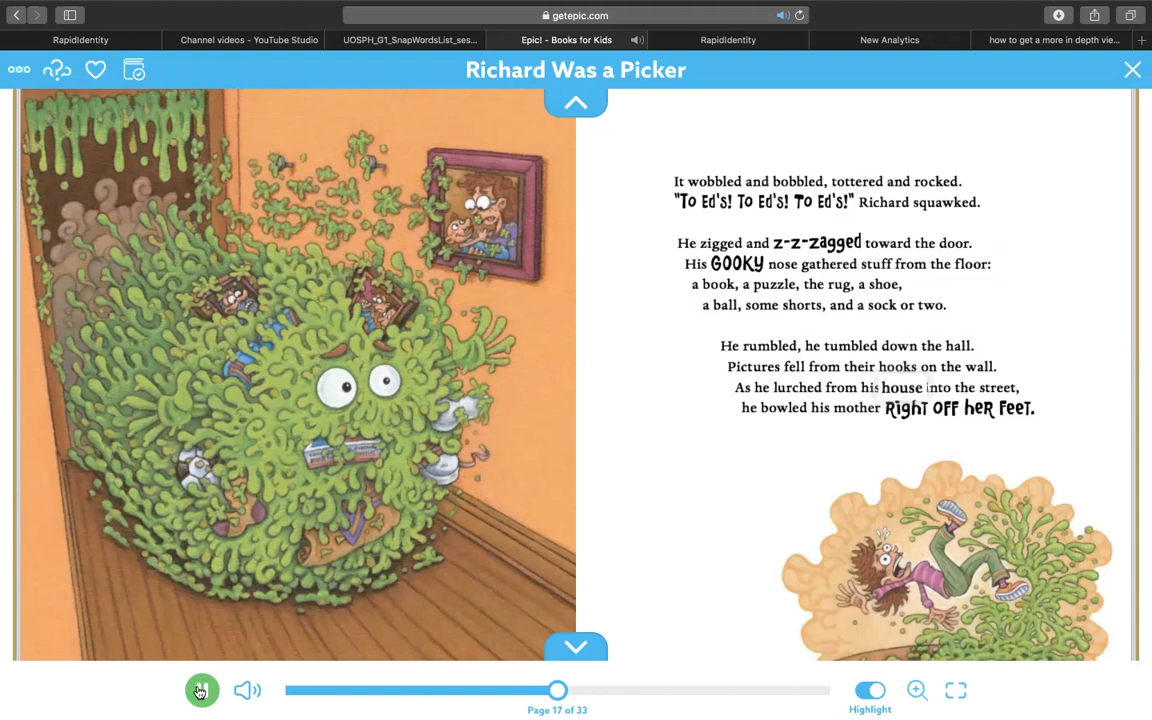 getepic.com
RapidIdentity
Channel videos - YouTube Studio
UOSPH_G1_SnapWordsList_ses...
Epic! - Books for Kids
RapidIdentity
New Analytics
how to get a more in depth vie...
Richard Was a Picker
It wobbled and bobbled, tottered and rocked.
"To Ed's! To Ed's! To Ed's!" Richard squawked.
He zigged and z-z-zagged toward the door.
His GOOKY nose gathered stuff from the floor:
a book, a puzzle, the rug, a shoe,
a ball, some shorts, and a sock or two.
He rumbled, he tumbled down the hall.
Pictures fell from their hooks on the wall.
As he lurched from his house into the street,
he bowled his mother Right off her feet.
Page 17 of 33
Highlight